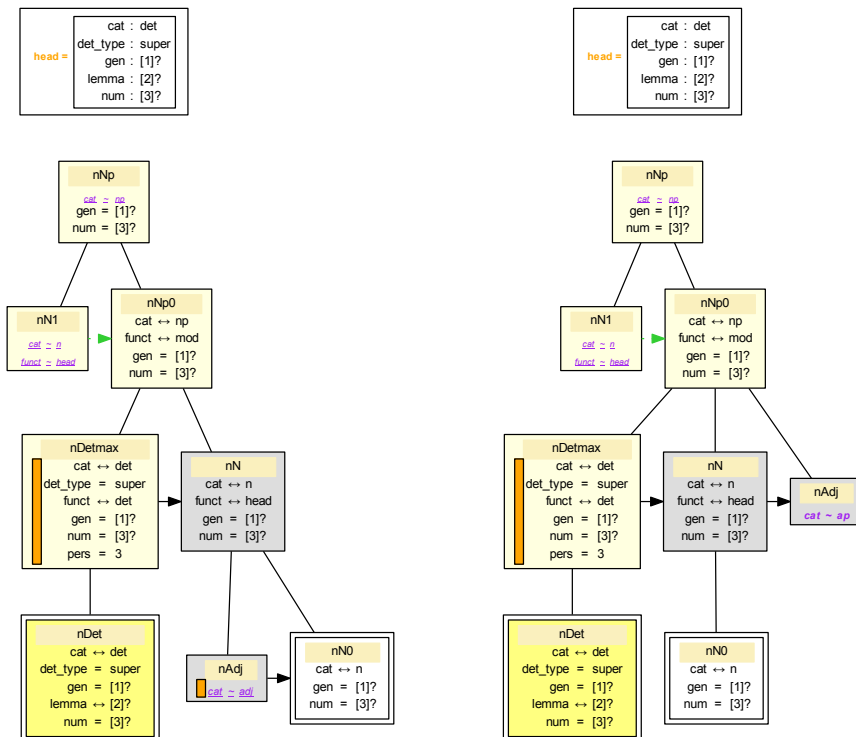 head =
cat : det
det_type : super
gen : [1]?
lemma : [2]?
num : [3]?
nNp
cat ~ np
gen = [1]?
num = [3]?
nN1
cat ~ n
funct ~ head
nNp0
cat ↔ np
funct ↔ mod
gen = [1]?
num = [3]?
nDetmax
cat ↔ det
det_type = super
funct ↔ det
gen = [1]?
num = [3]?
pers = 3
nN
cat ↔ n
funct ↔ head
gen = [1]?
num = [3]?
nDet
cat ↔ det
det_type = super
gen = [1]?
lemma ↔ [2]?
num = [3]?
nAdj
cat ~ adj
nN0
cat ↔ n
gen = [1]?
num = [3]?
head =
cat : det
det_type : super
gen : [1]?
lemma : [2]?
num : [3]?
nNp
cat ~ np
gen = [1]?
num = [3]?
nN1
cat ~ n
funct ~ head
nNp0
cat ↔ np
funct ↔ mod
gen = [1]?
num = [3]?
nDetmax
cat ↔ det
det_type = super
funct ↔ det
gen = [1]?
num = [3]?
pers = 3
nN
cat ↔ n
funct ↔ head
gen = [1]?
num = [3]?
nAdj
cat ~ ap
nDet
cat ↔ det
det_type = super
gen = [1]?
lemma ↔ [2]?
num = [3]?
nN0
cat ↔ n
gen = [1]?
num = [3]?